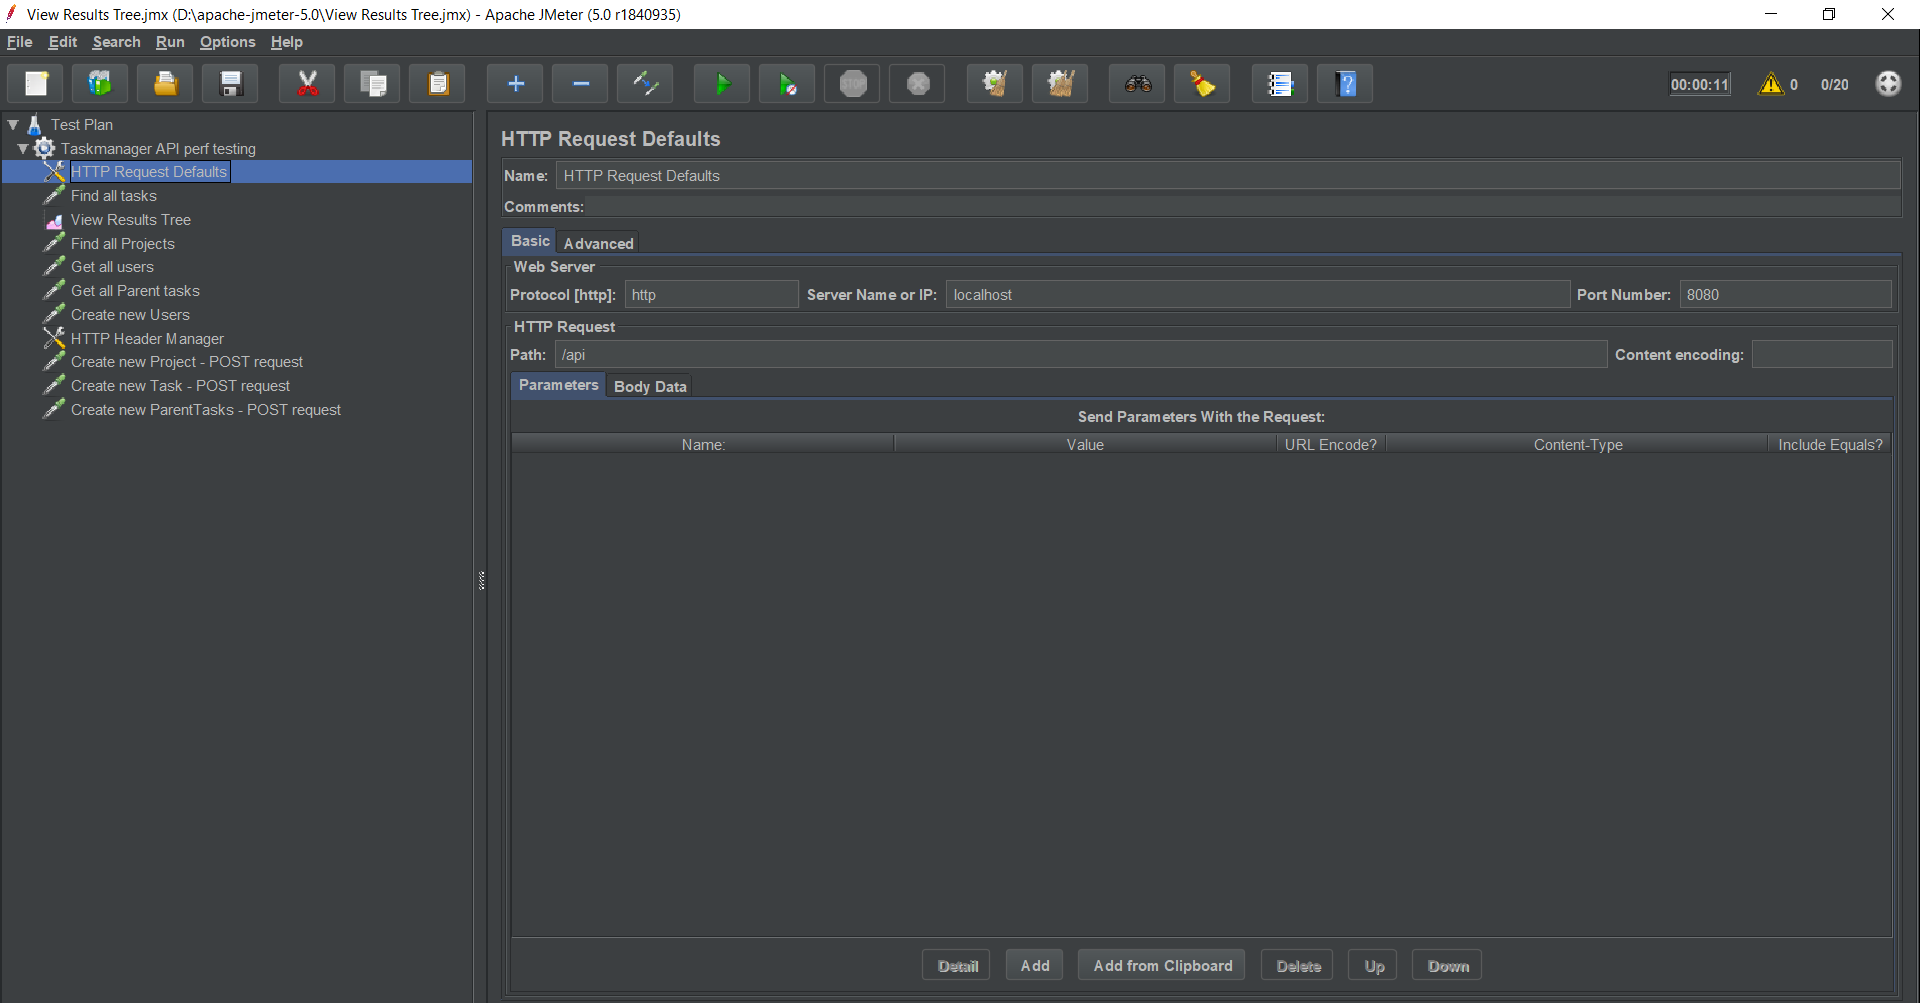 View Results Tree.jmx (D:\apache-jmeter-5.0\View Results Tree.jmx) - Apache JMeter (5.0 r1840935)
File Edit Search Run Options Help
STOP
00:00:11 0 0/20
Test Plan
Taskmanager API perf testing
HTTP Request Defaults
Find all tasks
View Results Tree
Find all Projects
Get all users
Get all Parent tasks
Create new Users
HTTP Header Manager
Create new Project - POST request
Create new Task - POST request
Create new ParentTasks - POST request
HTTP Request Defaults
Name: HTTP Request Defaults
Comments:
Basic Advanced
Web Server
Protocol [http]: http Server Name or IP: localhost Port Number: 8080
HTTP Request
Path: /api Content encoding:
Parameters Body Data
Send Parameters With the Request:
Name: Value URL Encode? Content-Type Include Equals?
Detail Add Add from Clipboard Delete Up Down